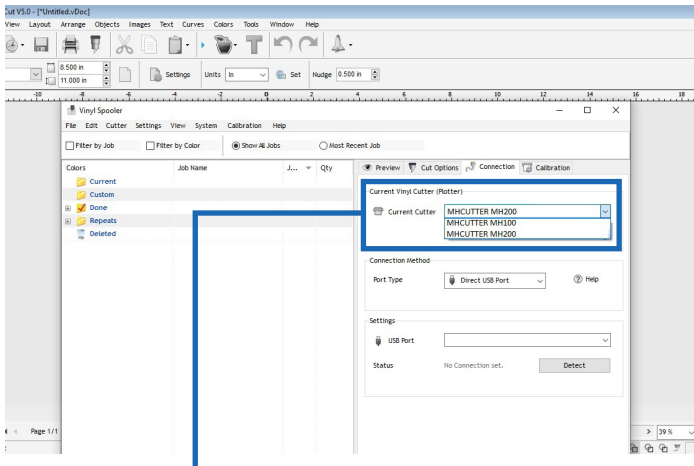 Cut V5.0 - [*Untitled.vDoc]
View Layout Arrange Objects Images Text Curves Colors Tools Window Help
8.500 in
11.000 in
Settings Units In Set Nudge 0.500 in
-10 -8 -6 -4 -2 0 2 4 6 8 10 12 14 16 18
Vinyl Spooler
File Edit Cutter Settings View System Calibration Help
Filter by Job Filter by Color Show All Jobs Most Recent Job
Colors Job Name J... Qty
Preview Cut Options Connection Calibration
Current
Custom
Done
Repeats
Deleted
Current Vinyl Cutter (Plotter)
Current Cutter MHCUTTER MH200
MHCUTTER MH100
MHCUTTER MH200
Connection Method
Port Type Direct USB Port Help
Settings
USB Port
Status No Connection set. Detect
Page 1/1
39 %